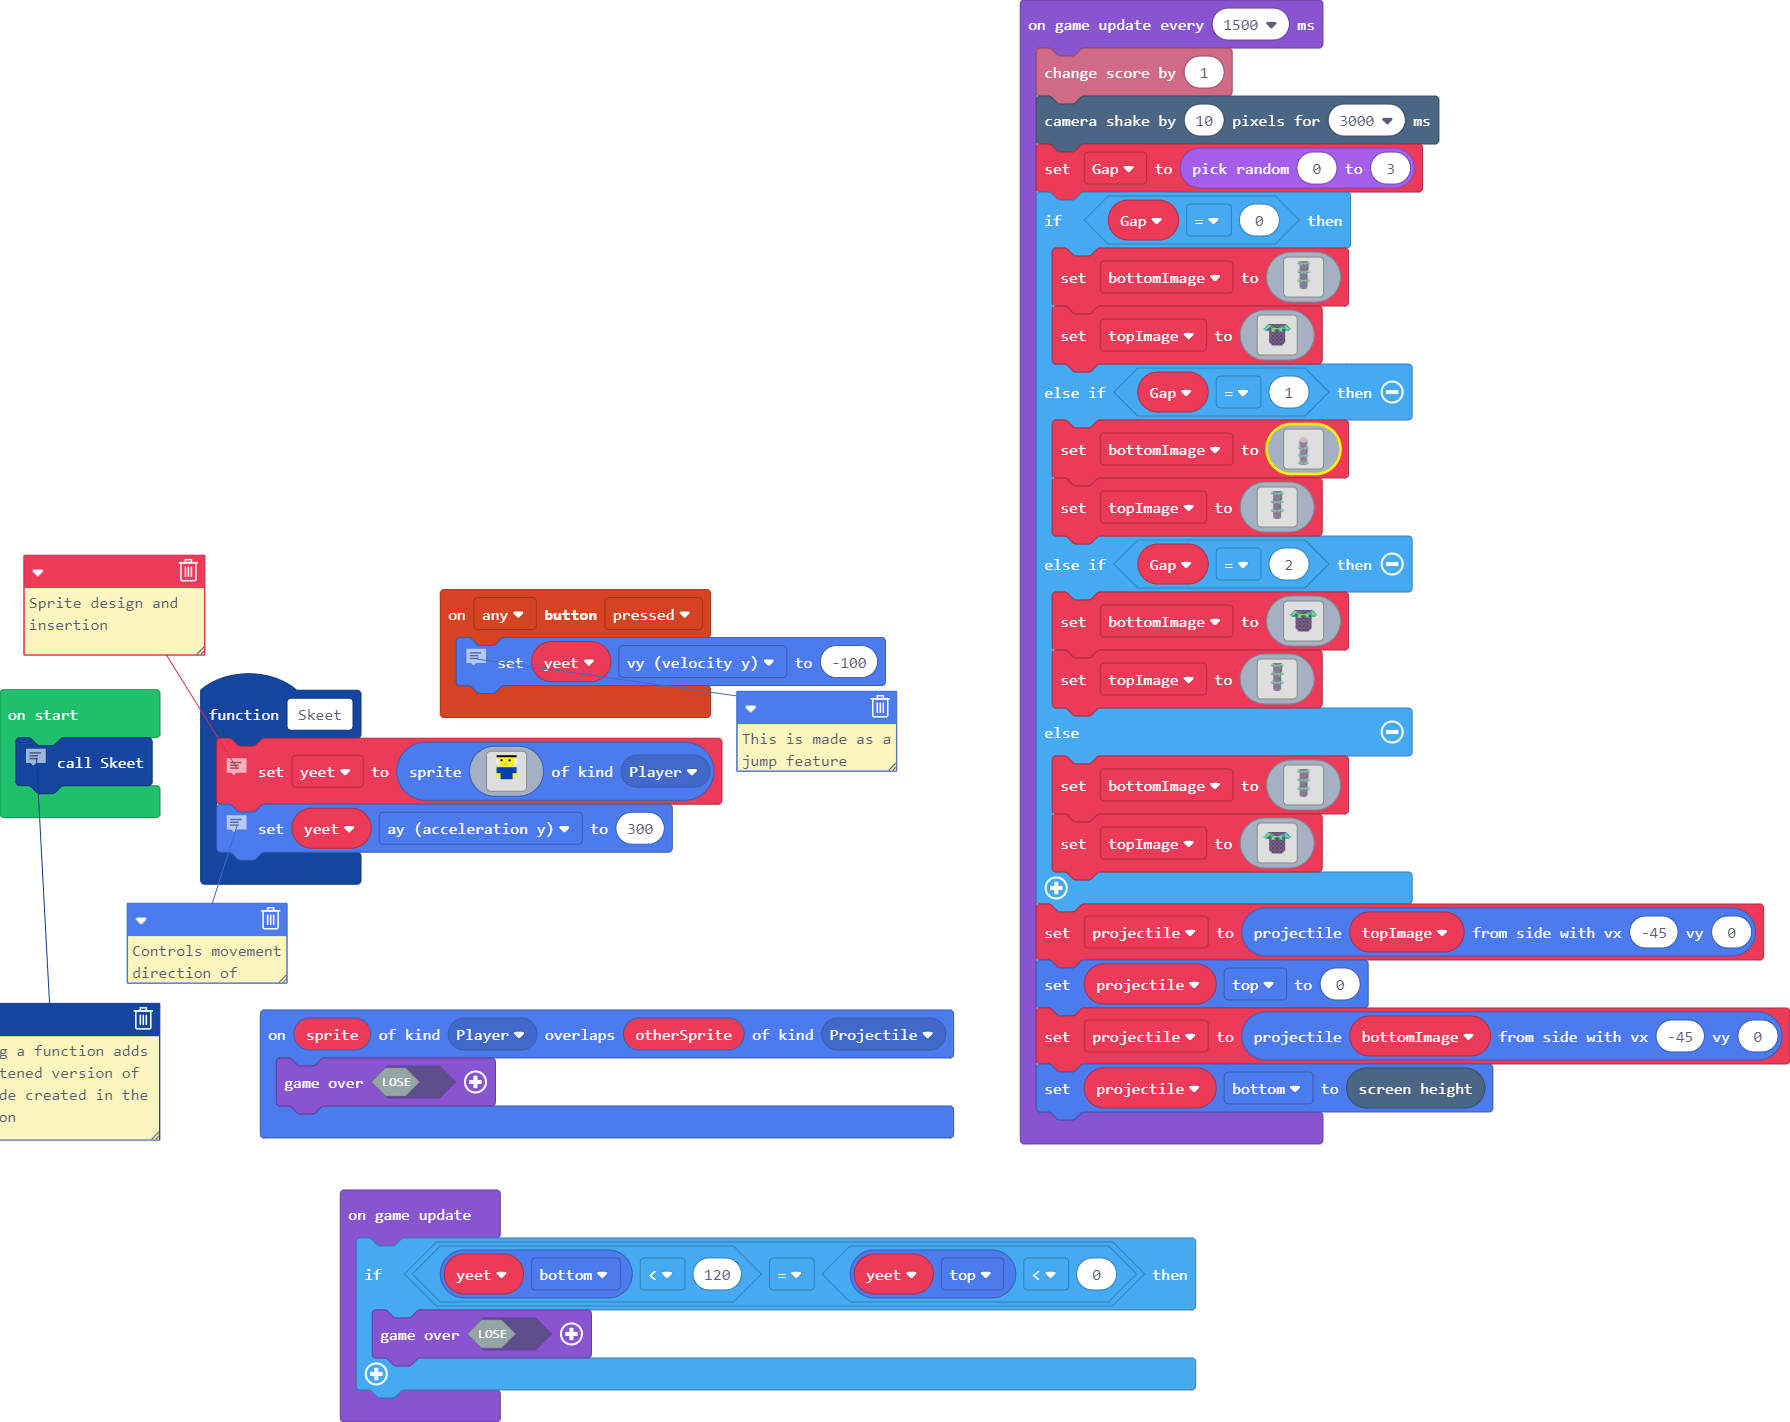 on game update every 1500 ms
change score by 1
camera shake by 10 pixels for 3000 ms
set Gap to pick random 0 to 3
if Gap = 0 then
set bottomImage to
set topImage to
else if Gap = 1 then
set bottomImage to
set topImage to
else if Gap = 2 then
set bottomImage to
set topImage to
else
set bottomImage to
set topImage to
set projectile to projectile topImage from side with vx -45 vy 0
set projectile top to 0
set projectile to projectile bottomImage from side with vx -45 vy 0
set projectile bottom to screen height
Sprite design and
insertion
on any button pressed
set yeet vy (velocity y) to -100
This is made as a
jump feature
on start
call Skeet
function Skeet
set yeet to sprite of kind Player
set yeet ay (acceleration y) to 300
Controls movement
direction of
g a function adds
tened version of
de created in the
on
on sprite of kind Player overlaps otherSprite of kind Projectile
game over LOSE
on game update
if yeet bottom < 120 = yeet top < 0 then
game over LOSE